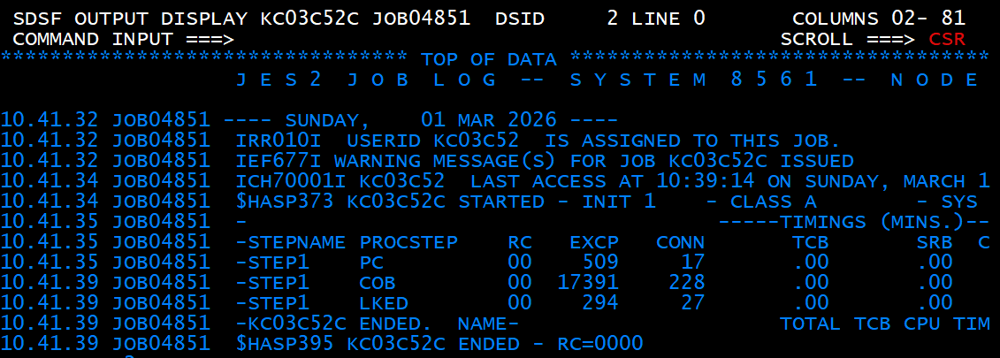 SDSF OUTPUT DISPLAY KC03C52C JOB04851  DSID     2 LINE 0       COLUMNS 02- 81
COMMAND INPUT ===>                                            SCROLL ===> CSR
********************************* TOP OF DATA **********************************
                   J E S 2  J O B  L O G  --  S Y S T E M  8 5 6 1  --  N O D E

10.41.32 JOB04851 ---- SUNDAY,    01 MAR 2026 ----
10.41.32 JOB04851  IRR010I  USERID KC03C52  IS ASSIGNED TO THIS JOB.
10.41.32 JOB04851  IEF677I WARNING MESSAGE(S) FOR JOB KC03C52C ISSUED
10.41.34 JOB04851  ICH70001I KC03C52  LAST ACCESS AT 10:39:14 ON SUNDAY, MARCH 1
10.41.34 JOB04851  $HASP373 KC03C52C STARTED - INIT 1    - CLASS A        - SYS
10.41.35 JOB04851  -                                      -----TIMINGS (MINS.)--
10.41.35 JOB04851  -STEPNAME PROCSTEP    RC   EXCP   CONN       TCB       SRB  C
10.41.35 JOB04851  -STEP1    PC          00    509     17       .00       .00
10.41.39 JOB04851  -STEP1    COB         00  17391    228       .00       .00
10.41.39 JOB04851  -STEP1    LKED        00    294     27       .00       .00
10.41.39 JOB04851  -KC03C52C ENDED.  NAME-                     TOTAL TCB CPU TIM
10.41.39 JOB04851  $HASP395 KC03C52C ENDED - RC=0000